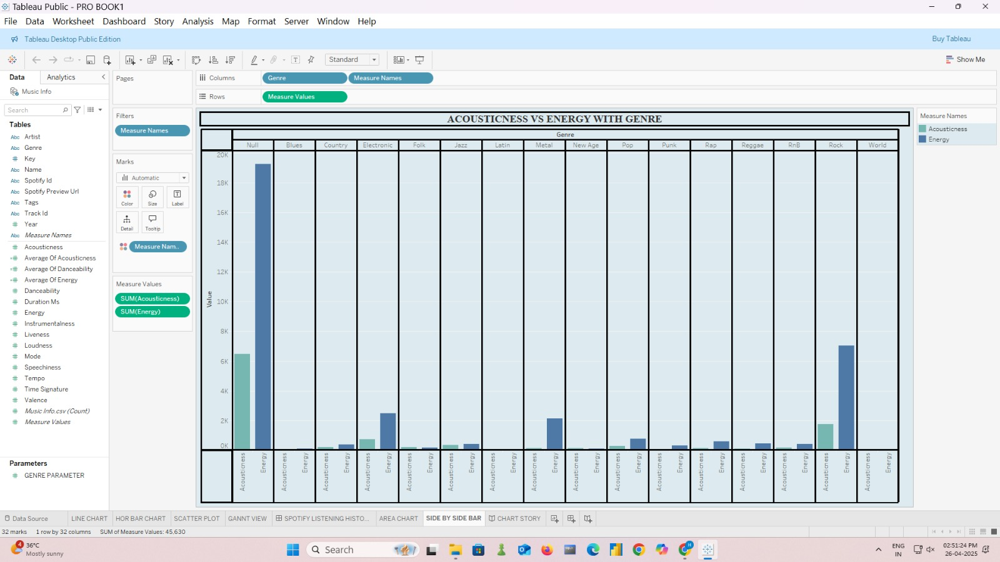 Tableau Public - PRO BOOK1
File Data Worksheet Dashboard Story Analysis Map Format Server Window Help
Tableau Desktop Public Edition Buy Tableau
Standard Show Me
Data Analytics
Music Info
Search
Tables
Abc Artist
Abc Genre
# Key
Abc Name
Abc Spotify Id
Abc Spotify Preview Url
Abc Tags
Abc Track Id
# Year
Abc Measure Names
# Acousticness
=# Average Of Acousticness
=# Average Of Danceability
=# Average Of Energy
# Danceability
# Duration Ms
# Energy
# Instrumentalness
# Liveness
# Loudness
# Mode
# Speechiness
# Tempo
# Time Signature
# Valence
# Music Info.csv (Count)
# Measure Values
Parameters
# GENRE PARAMETER
Pages
Filters
Measure Names
Marks
Automatic
Color Size Label
Detail Tooltip
Measure Nam..
Measure Values
SUM(Acousticness)
SUM(Energy)
Columns Genre Measure Names
Rows Measure Values
ACOUSTICNESS VS ENERGY WITH GENRE
Genre
Null Blues Country Electronic Folk Jazz Latin Metal New Age Pop Punk Rap Reggae RnB Rock World
20K
18K
16K
14K
12K
10K
8K
6K
4K
2K
0K
Value
Acousticness Energy Acousticness Energy Acousticness Energy Acousticness Energy Acousticness Energy Acousticness Energy Acousticness Energy Acousticness Energy Acousticness Energy Acousticness Energy Acousticness Energy Acousticness Energy Acousticness Energy Acousticness Energy Acousticness Energy Acousticness Energy
Measure Names
Acousticness
Energy
Data Source LINE CHART HOR BAR CHART SCATTER PLOT GANNT VIEW SPOTIFY LISTENING HISTO... AREA CHART SIDE BY SIDE BAR CHART STORY
32 marks 1 row by 32 columns SUM of Measure Values: 45,630
4
36°C
Mostly sunny
Search
H
ENG
IN
02:51:24 PM
26-04-2025